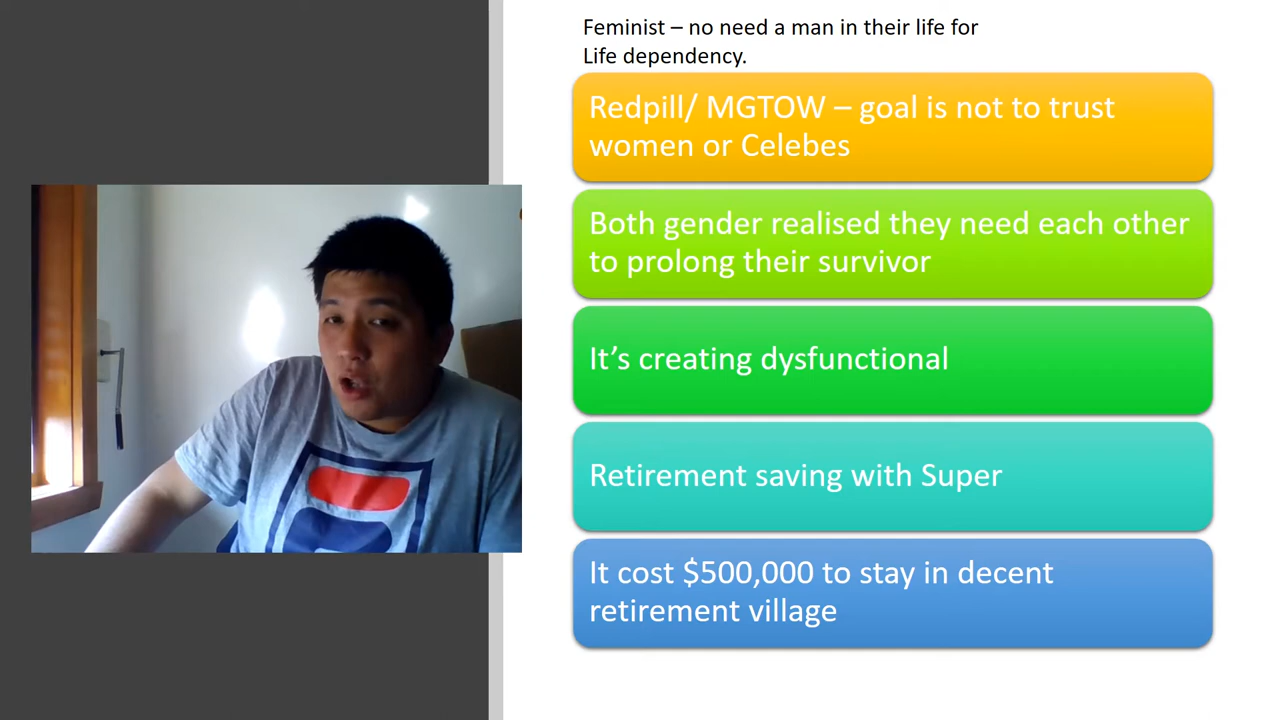 Feminist – no need a man in their life for
Life dependency.
Redpill/ MGTOW – goal is not to trust
women or Celebes
Both gender realised they need each other
to prolong their survivor
It’s creating dysfunctional
Retirement saving with Super
It cost $500,000 to stay in decent
retirement village